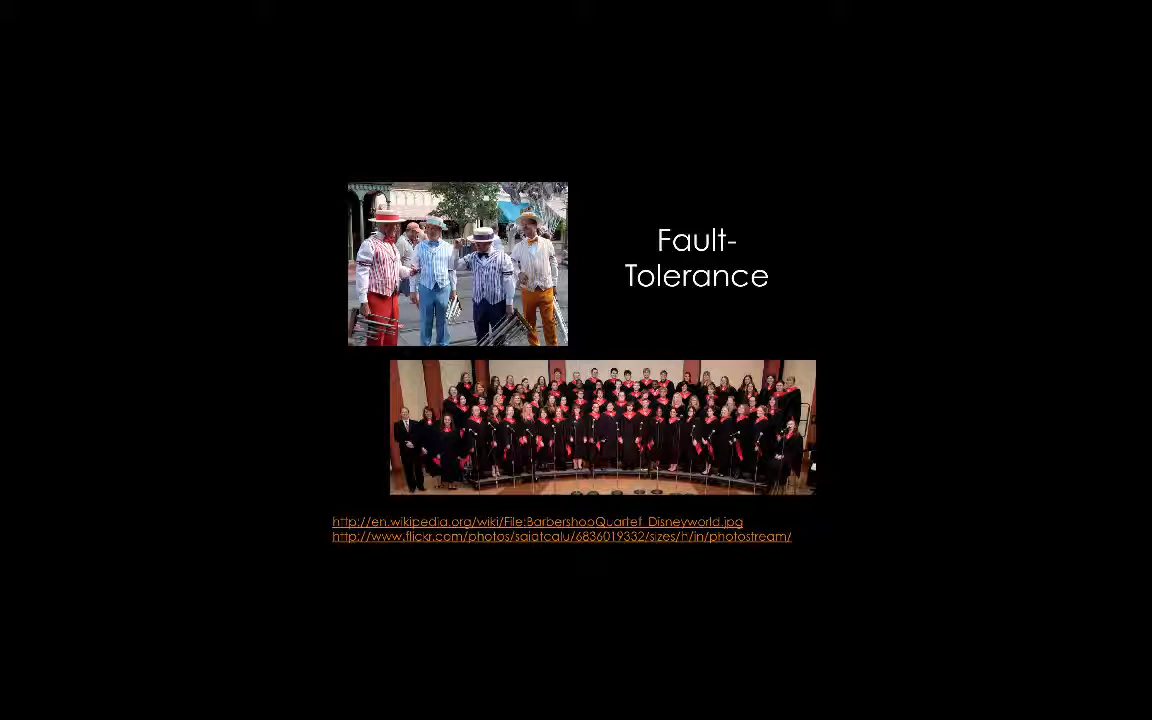 Fault-
Tolerance
http://en.wikipedia.org/wiki/File:BarbershopQuartet_Disneyworld.jpg
http://www.flickr.com/photos/saiatcalu/6836019332/sizes/h/in/photostream/